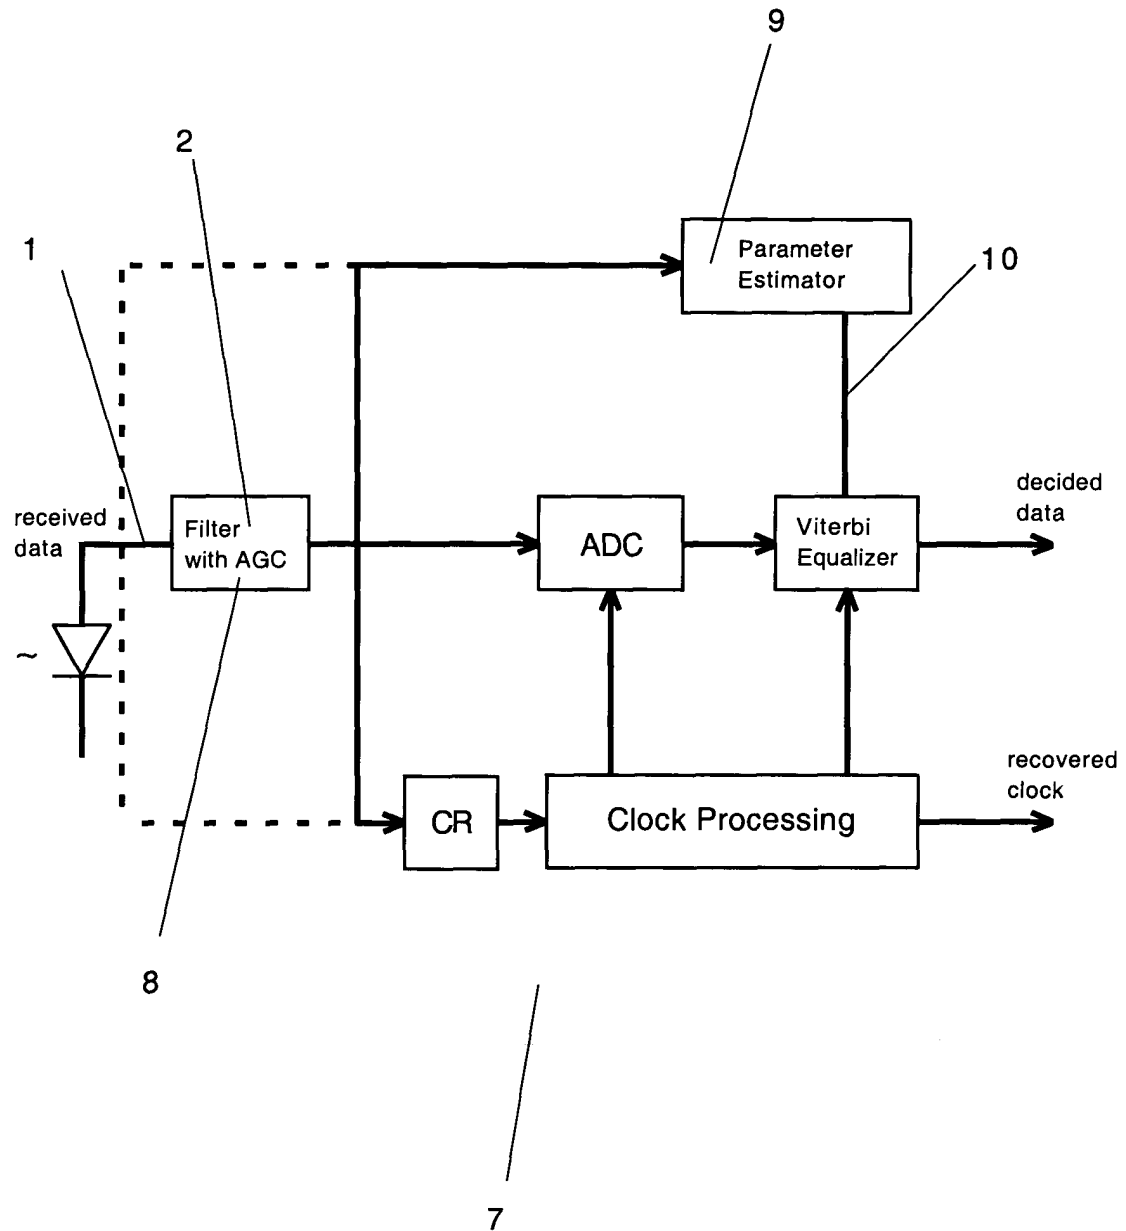 9
2
1
Parameter
Estimator
10
received
data
Filter
with AGC
ADC
Viterbi
Equalizer
decided
data
~
CR
Clock Processing
recovered
clock
8
7